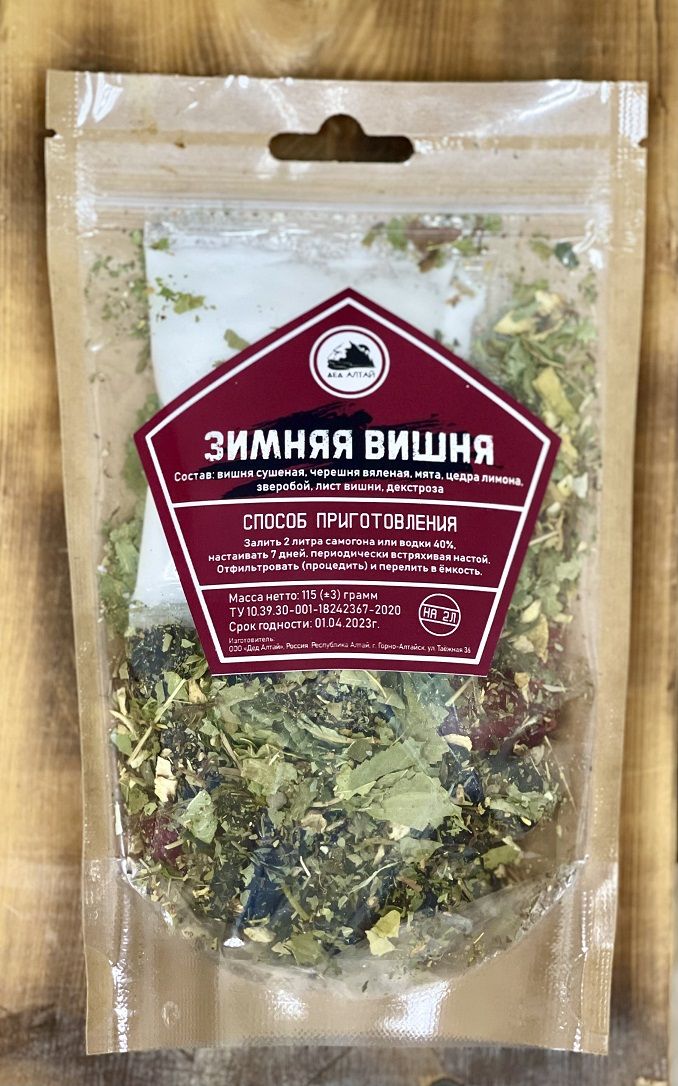 ДЕД АЛТАЙ
ЗИМНЯЯ ВИШНЯ
Состав: вишня сушеная, черешня вяленая, мята, цедра лимона,
зверобой, лист вишни, декстроза
СПОСОБ ПРИГОТОВЛЕНИЯ
Залить 2 литра самогона или водки 40%,
настаивать 7 дней, периодически встряхивая настой.
Отфильтровать (процедить) и перелить в ёмкость.
Масса нетто: 115 (±3) грамм
ТУ 10.39.30-001-18242367-2020
Срок годности: 01.04.2023г.
НА 2Л
Изготовитель:
ООО «Дед Алтай», Россия Республика Алтай, г. Горно-Алтайск, ул. Таежная 36